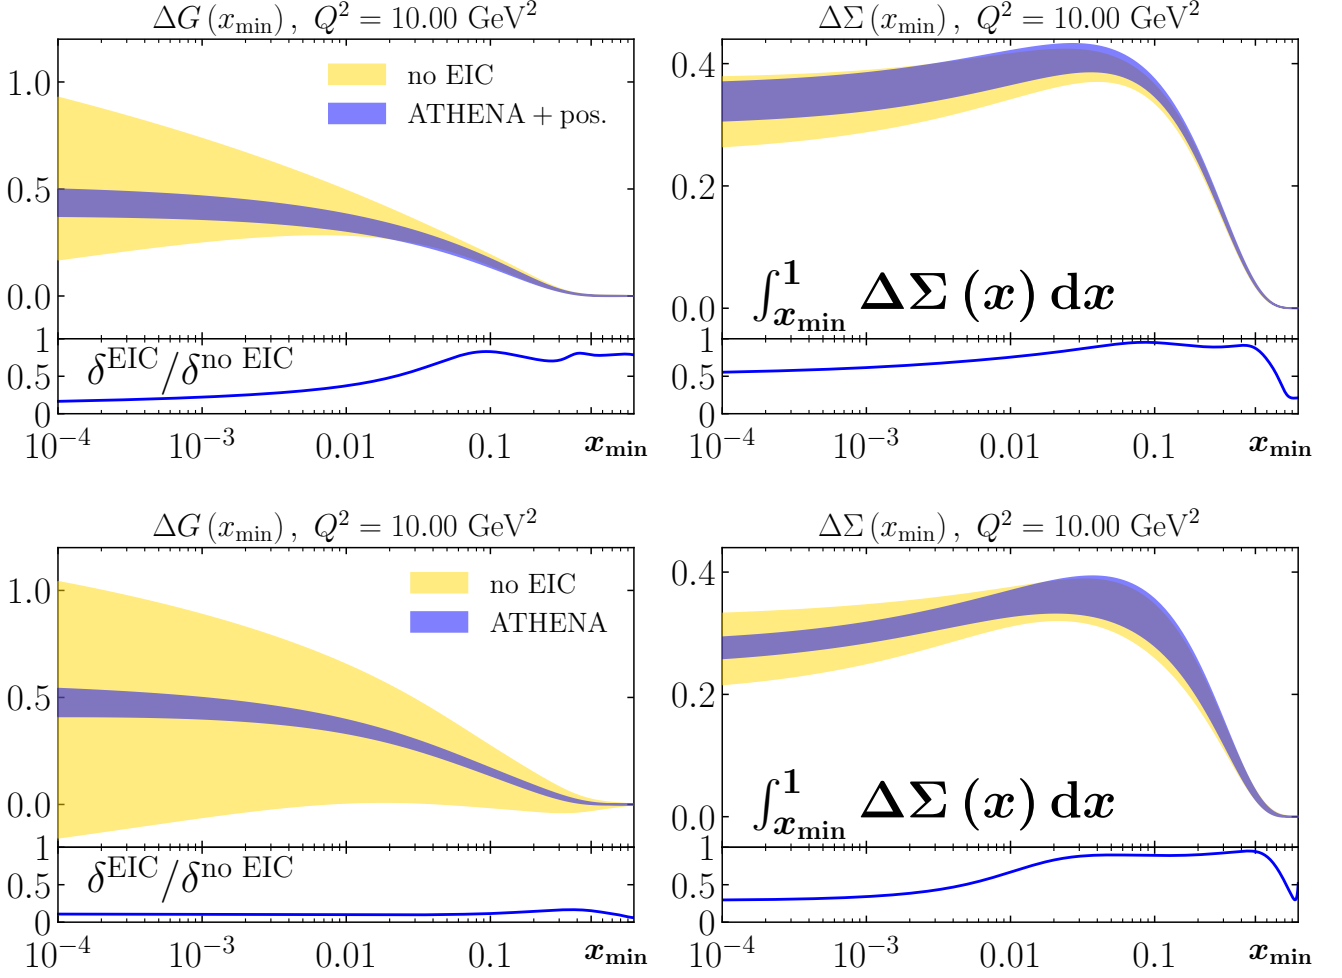 ΔG (x_min) , Q² = 10.00 GeV²
1.0
0.5
0.0
no EIC
ATHENA + pos.
1
0.5
0
δ^EIC/δ^no EIC
10⁻⁴ 10⁻³ 0.01 0.1 x_min
ΔΣ (x_min) , Q² = 10.00 GeV²
0.4
0.2
0.0
∫_{x_min}^1 ΔΣ (x) dx
1
0.5
0
10⁻⁴ 10⁻³ 0.01 0.1 x_min
ΔG (x_min) , Q² = 10.00 GeV²
1.0
0.5
0.0
no EIC
ATHENA
1
0.5
0
δ^EIC/δ^no EIC
10⁻⁴ 10⁻³ 0.01 0.1 x_min
ΔΣ (x_min) , Q² = 10.00 GeV²
0.4
0.2
0.0
∫_{x_min}^1 ΔΣ (x) dx
1
0.5
0
10⁻⁴ 10⁻³ 0.01 0.1 x_min